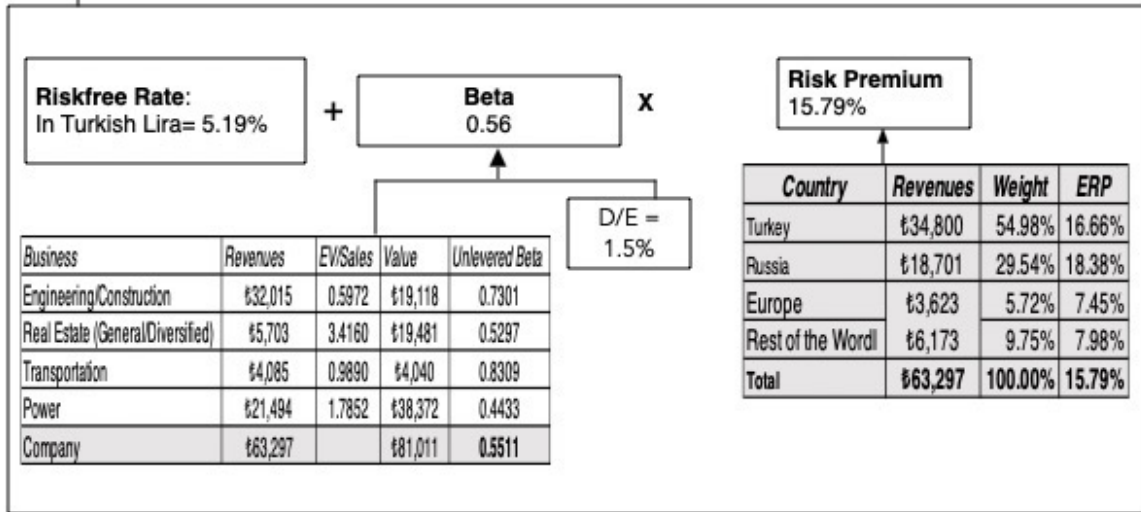 Riskfree Rate:
In Turkish Lira= 5.19%
+
Beta
0.56
X
Risk Premium
15.79%
D/E =
1.5%
Business Revenues EV/Sales Value Unlevered Beta
Engineering/Construction ₺32,015 0.5972 ₺19,118 0.7301
Real Estate (General/Diversified) ₺5,703 3.4160 ₺19,481 0.5297
Transportation ₺4,085 0.9890 ₺4,040 0.8309
Power ₺21,494 1.7852 ₺38,372 0.4433
Company ₺63,297 ₺81,011 0.5511
Country Revenues Weight ERP
Turkey ₺34,800 54.98% 16.66%
Russia ₺18,701 29.54% 18.38%
Europe ₺3,623 5.72% 7.45%
Rest of the Wordl ₺6,173 9.75% 7.98%
Total ₺63,297 100.00% 15.79%